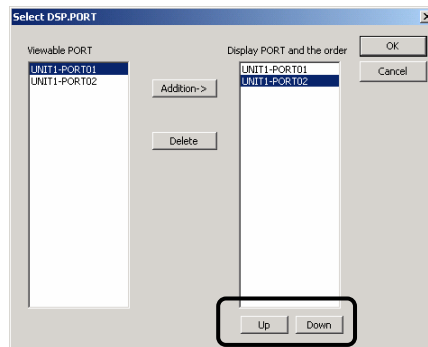 Select DSP.PORT
Viewable PORT
UNIT1-PORT01
UNIT1-PORT02
Addition->
Delete
Display PORT and the order
UNIT1-PORT01
UNIT1-PORT02
OK
Cancel
Up
Down